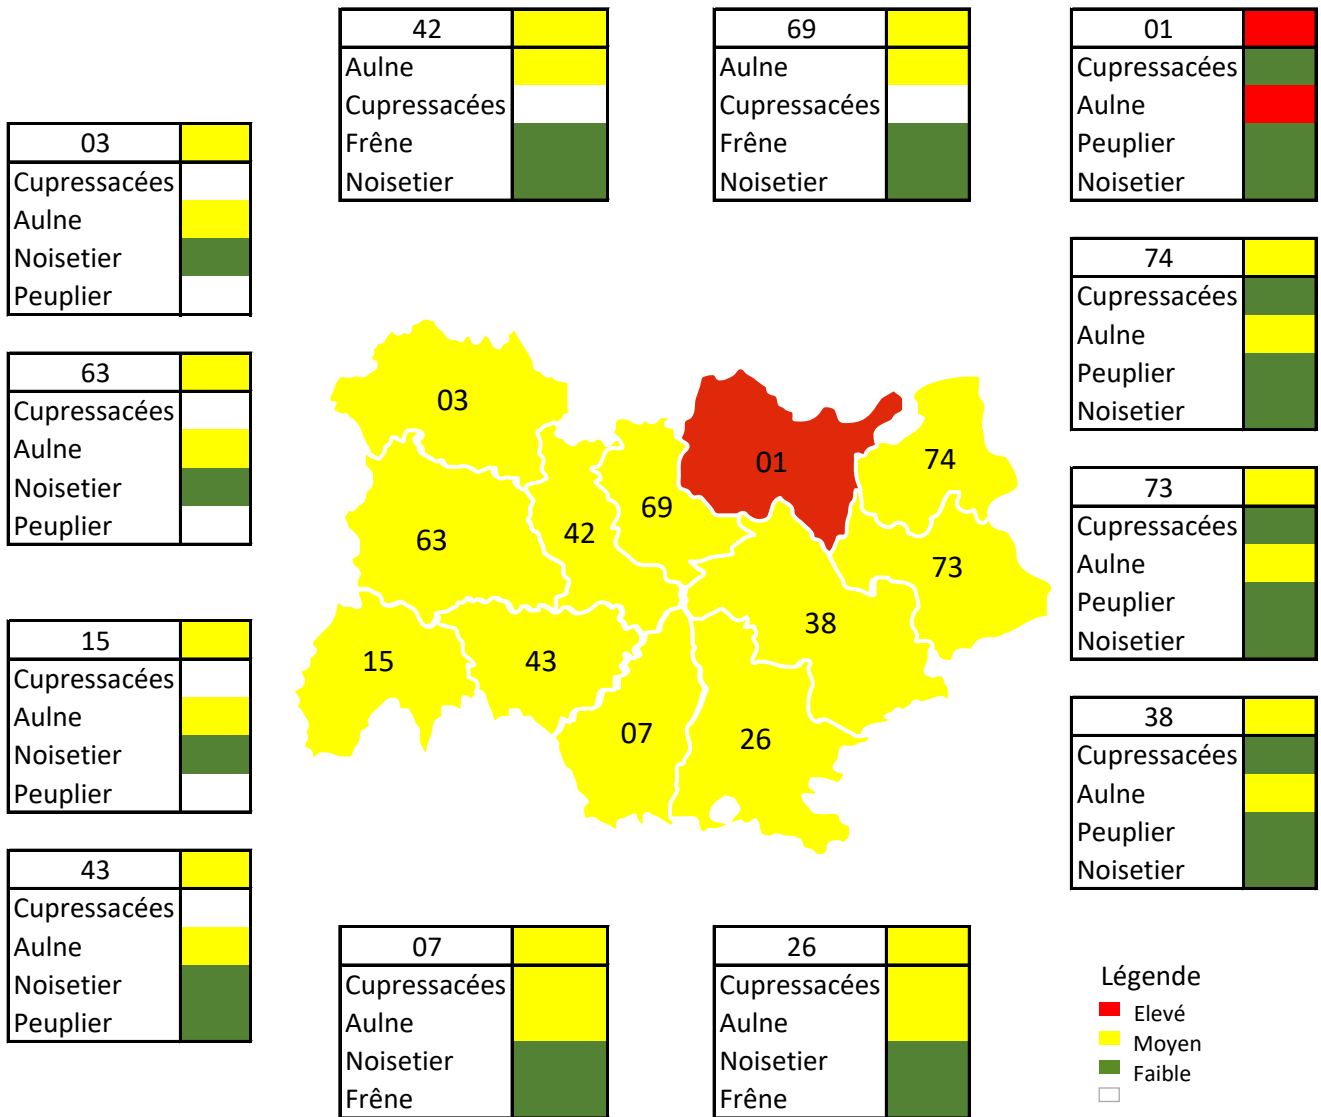 42
Aulne
Cupressacées
Frêne
Noisetier
69
Aulne
Cupressacées
Frêne
Noisetier
01
Cupressacées
Aulne
Peuplier
Noisetier
03
Cupressacées
Aulne
Noisetier
Peuplier
74
Cupressacées
Aulne
Peuplier
Noisetier
63
Cupressacées
Aulne
Noisetier
Peuplier
73
Cupressacées
Aulne
Peuplier
Noisetier
15
Cupressacées
Aulne
Noisetier
Peuplier
38
Cupressacées
Aulne
Peuplier
Noisetier
43
Cupressacées
Aulne
Noisetier
Peuplier
07
Cupressacées
Aulne
Noisetier
Frêne
26
Cupressacées
Aulne
Noisetier
Frêne
03
01
74
69
42
63
73
38
15
43
07
26
Légende
Elevé
Moyen
Faible